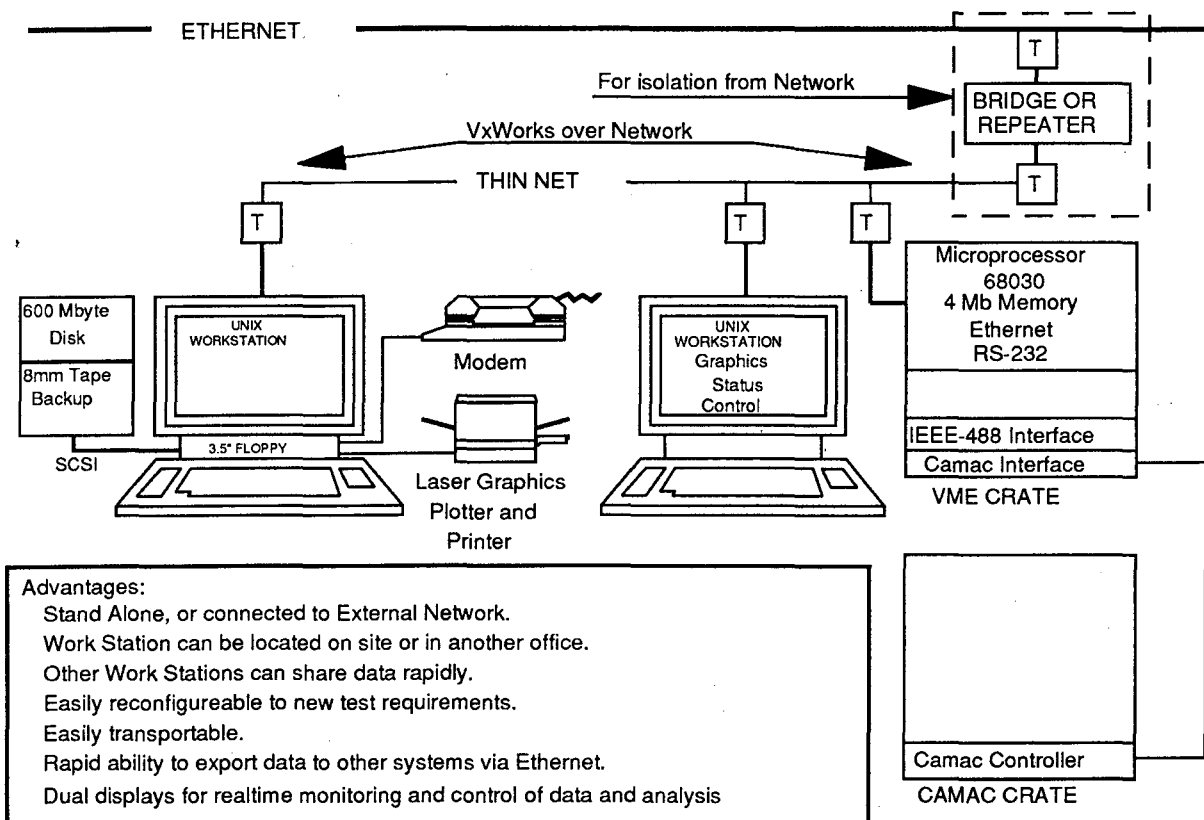 ETHERNET
T
For isolation from Network
BRIDGE OR
REPEATER
VxWorks over Network
THIN NET
T
T
T
T
Microprocessor
68030
4 Mb Memory
Ethernet
RS-232
IEEE-488 Interface
Camac Interface
VME CRATE
600 Mbyte
Disk
8mm Tape
Backup
SCSI
UNIX
WORKSTATION
3.5" FLOPPY
Modem
Laser Graphics
Plotter and
Printer
UNIX
WORKSTATION
Graphics
Status
Control
Camac Controller
CAMAC CRATE
Advantages:
Stand Alone, or connected to External Network.
Work Station can be located on site or in another office.
Other Work Stations can share data rapidly.
Easily reconfigureable to new test requirements.
Easily transportable.
Rapid ability to export data to other systems via Ethernet.
Dual displays for realtime monitoring and control of data and analysis